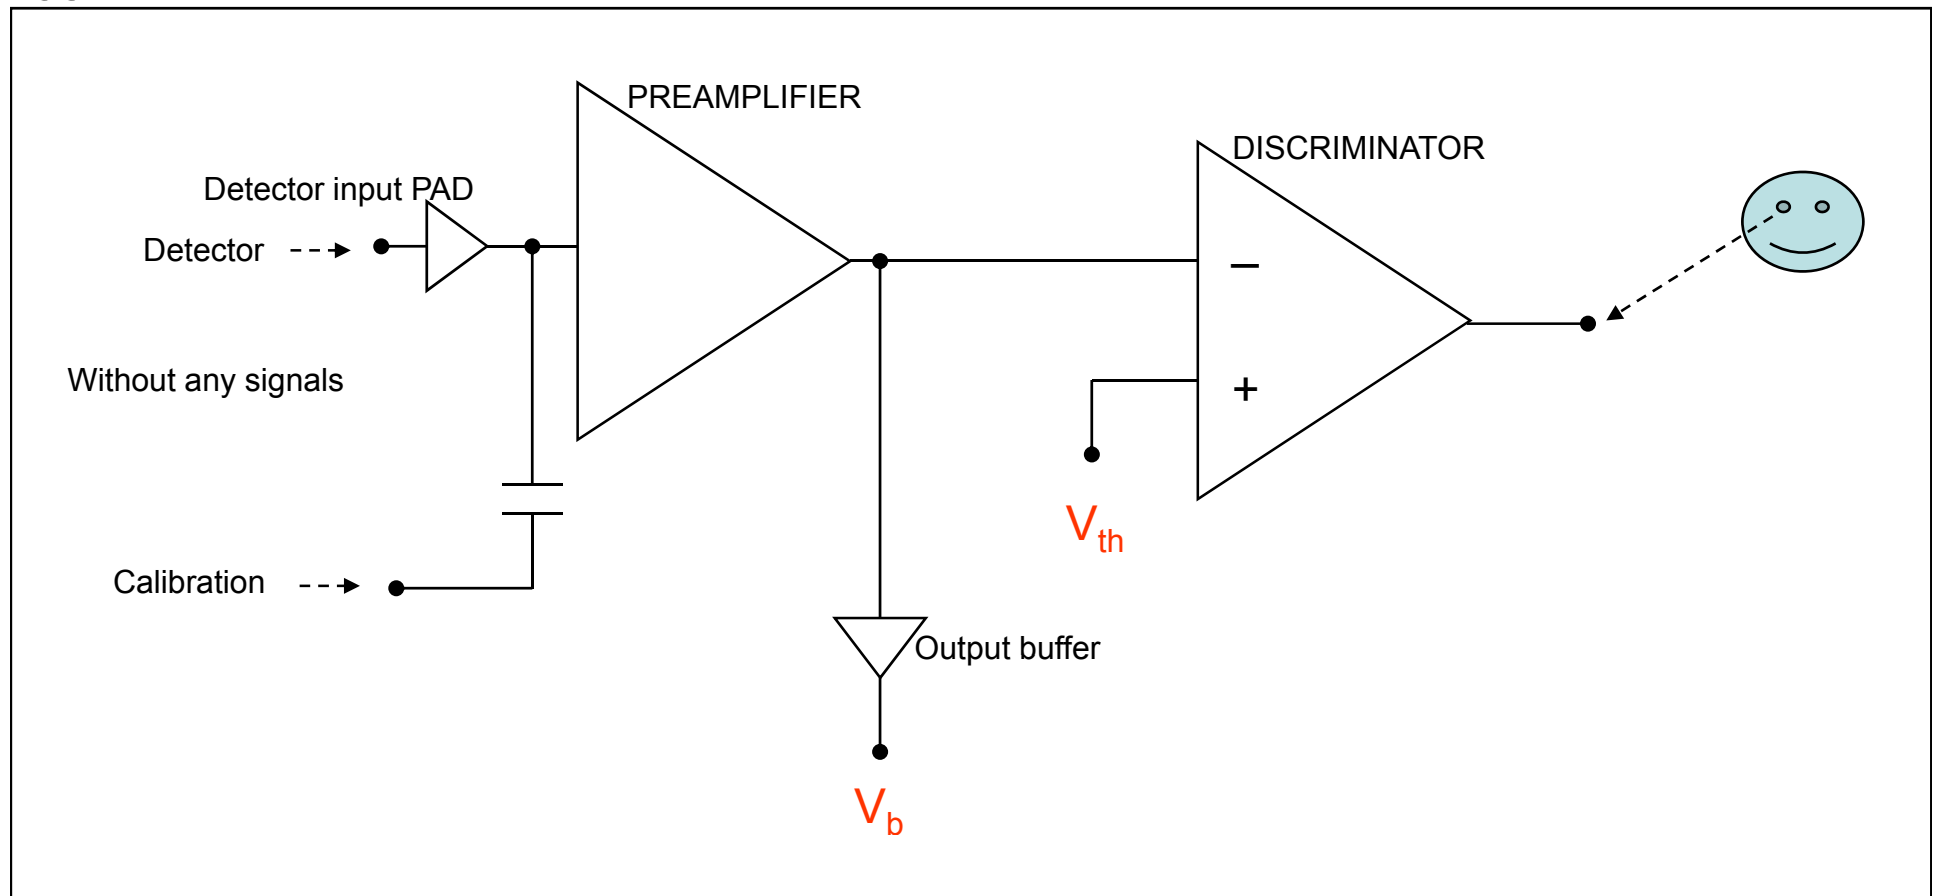 PREAMPLIFIER
DISCRIMINATOR
Detector input PAD
Detector
−
Without any signals
+
Vth
Calibration
Output buffer
Vb